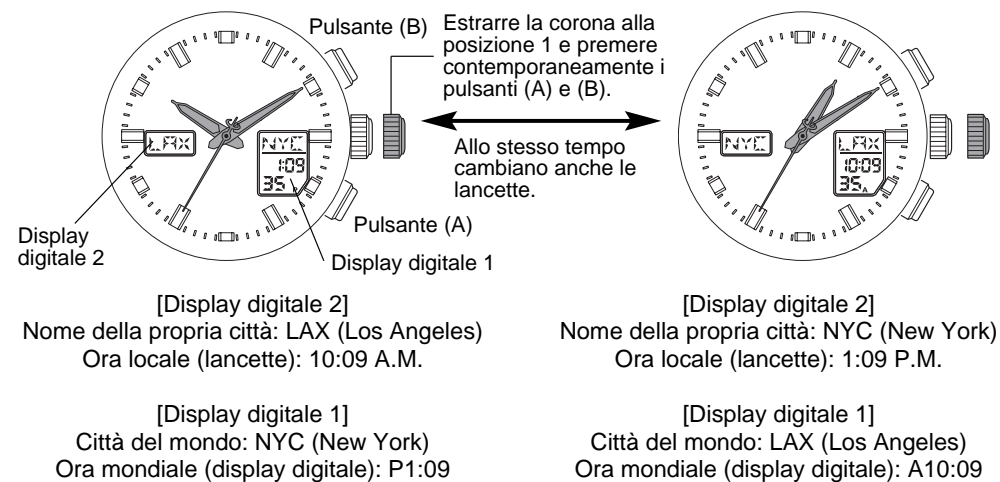 Pulsante (B)
Estrarre la corona alla
posizione 1 e premere
contemporaneamente i
pulsanti (A) e (B).
Allo stesso tempo
cambiano anche le
lancette.
LAX
NYC
1:09
35
NYC
LAX
10:09
35A
Pulsante (A)
Display
digitale 2
Display digitale 1
[Display digitale 2]
Nome della propria città: LAX (Los Angeles)
Ora locale (lancette): 10:09 A.M.
[Display digitale 1]
Città del mondo: NYC (New York)
Ora mondiale (display digitale): P1:09
[Display digitale 2]
Nome della propria città: NYC (New York)
Ora locale (lancette): 1:09 P.M.
[Display digitale 1]
Città del mondo: LAX (Los Angeles)
Ora mondiale (display digitale): A10:09